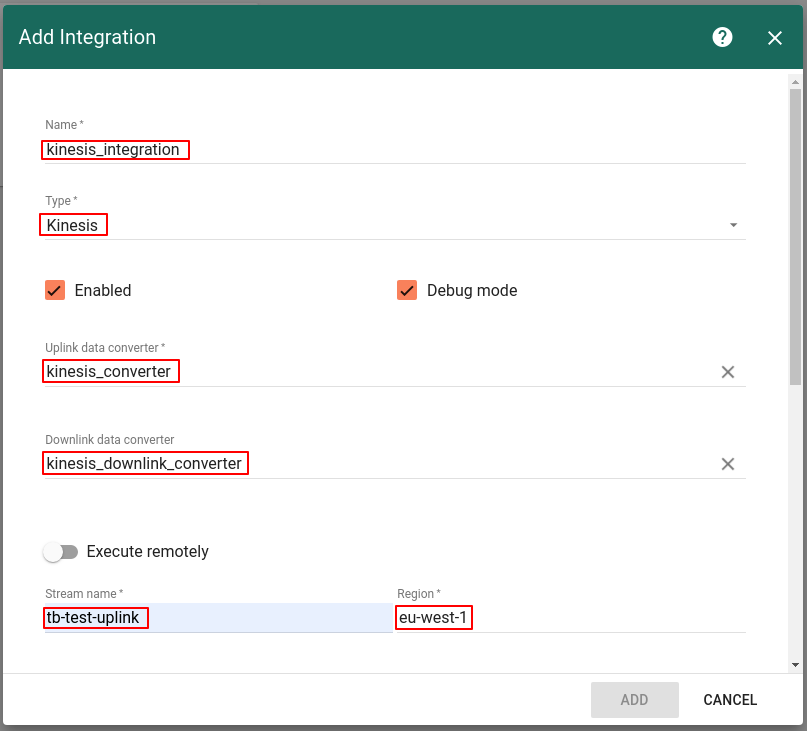 Add Integration
Name *
kinesis_integration
Type *
Kinesis
Enabled Debug mode
Uplink data converter *
kinesis_converter
Downlink data converter
kinesis_downlink_converter
Execute remotely
Stream name * Region *
tb-test-uplink eu-west-1
ADD CANCEL